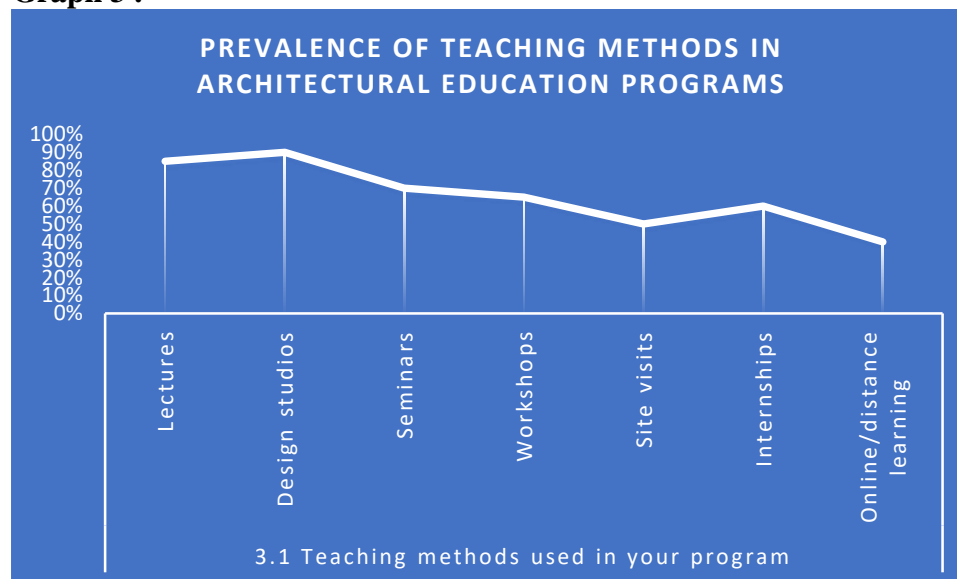 PREVALENCE OF TEACHING METHODS IN
ARCHITECTURAL EDUCATION PROGRAMS
100%
90%
80%
70%
60%
50%
40%
30%
20%
10%
0%
Lectures
Design studios
Seminars
Workshops
Site visits
Internships
Online/distance
learning
3.1 Teaching methods used in your program